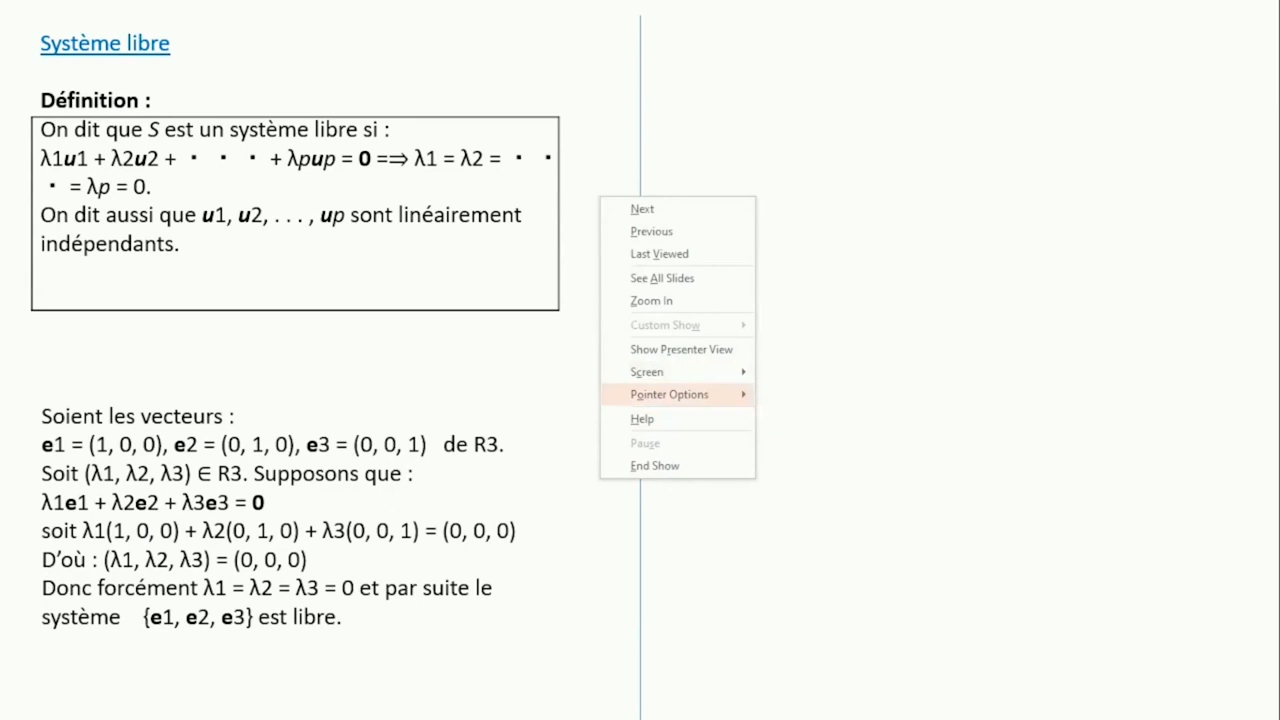 Système libre
Définition :
On dit que S est un système libre si :
λ1u1 + λ2u2 + · · · + λpup = 0 =⇒ λ1 = λ2 = · ·
· = λp = 0.
On dit aussi que u1, u2, . . . , up sont linéairement
indépendants.
Soient les vecteurs :
e1 = (1, 0, 0), e2 = (0, 1, 0), e3 = (0, 0, 1) de R3.
Soit (λ1, λ2, λ3) ∈ R3. Supposons que :
λ1e1 + λ2e2 + λ3e3 = 0
soit λ1(1, 0, 0) + λ2(0, 1, 0) + λ3(0, 0, 1) = (0, 0, 0)
D’où : (λ1, λ2, λ3) = (0, 0, 0)
Donc forcément λ1 = λ2 = λ3 = 0 et par suite le
système {e1, e2, e3} est libre.
Next
Previous
Last Viewed
See All Slides
Zoom In
Custom Show
Show Presenter View
Screen
Pointer Options
Help
Pause
End Show